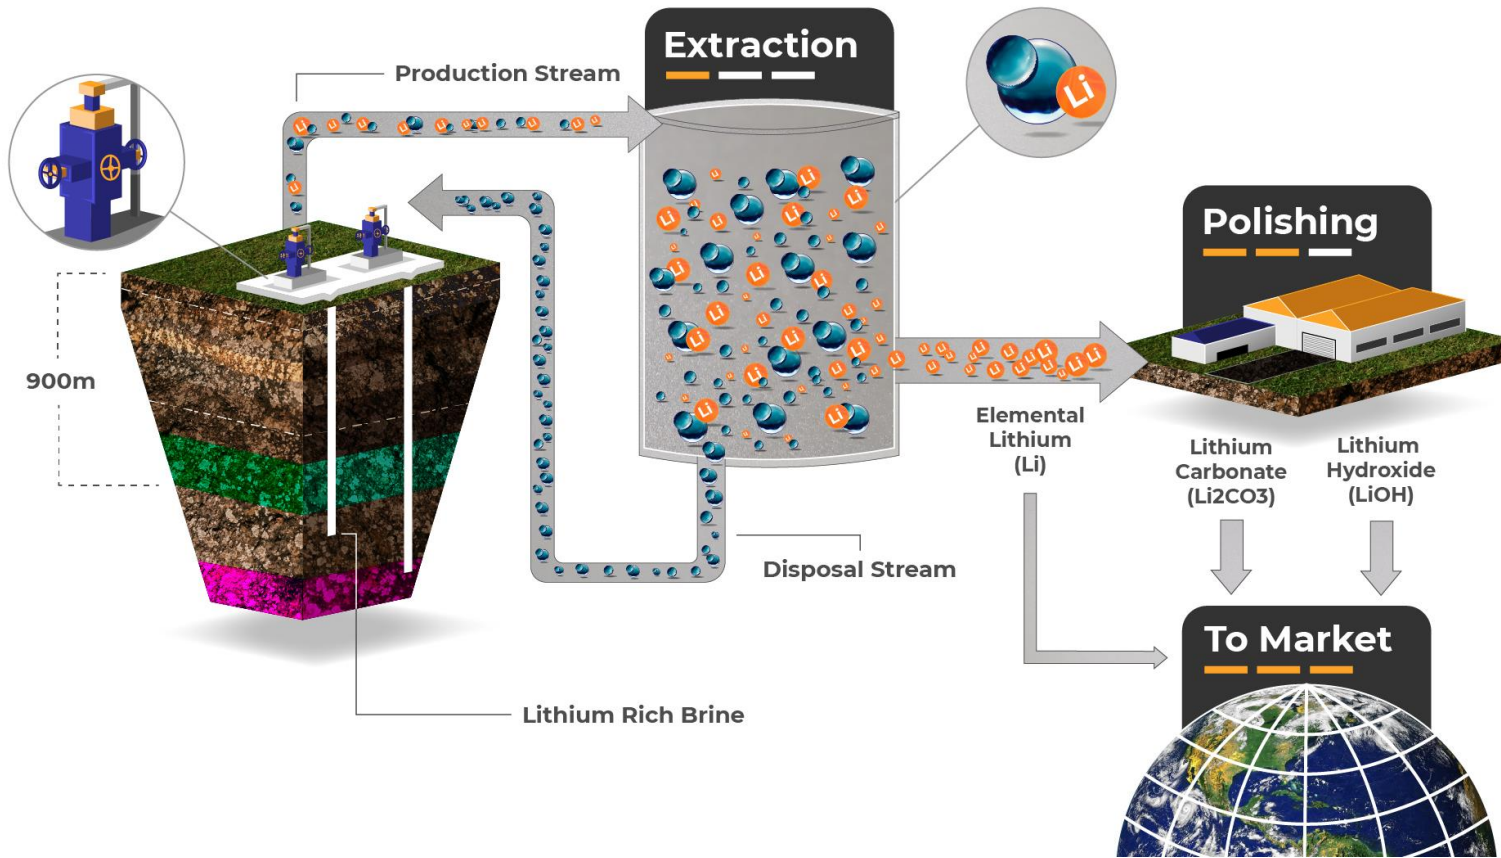 Extraction
Production Stream
Li
Polishing
900m
Elemental
Lithium
(Li)
Lithium
Carbonate
(Li2CO3)
Lithium
Hydroxide
(LiOH)
Disposal Stream
To Market
Lithium Rich Brine